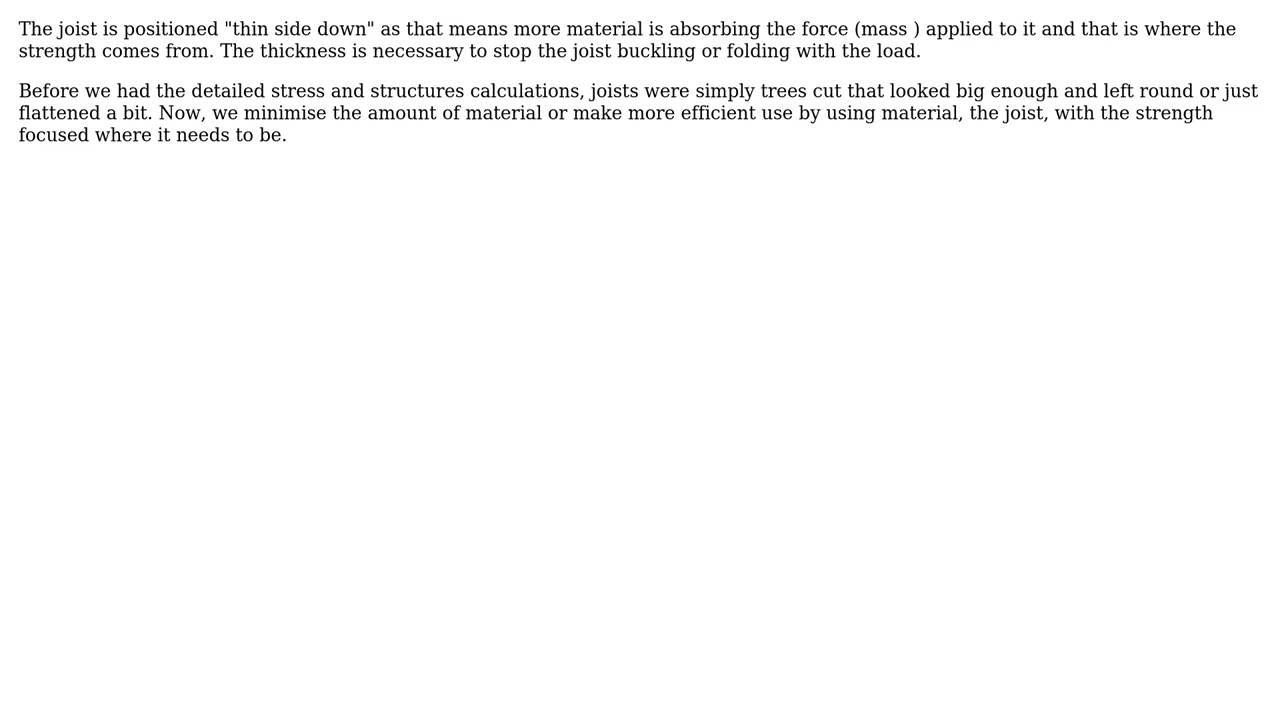 The joist is positioned "thin side down" as that means more material is absorbing the force (mass ) applied to it and that is where the
strength comes from. The thickness is necessary to stop the joist buckling or folding with the load.
Before we had the detailed stress and structures calculations, joists were simply trees cut that looked big enough and left round or just
flattened a bit. Now, we minimise the amount of material or make more efficient use by using material, the joist, with the strength
focused where it needs to be.